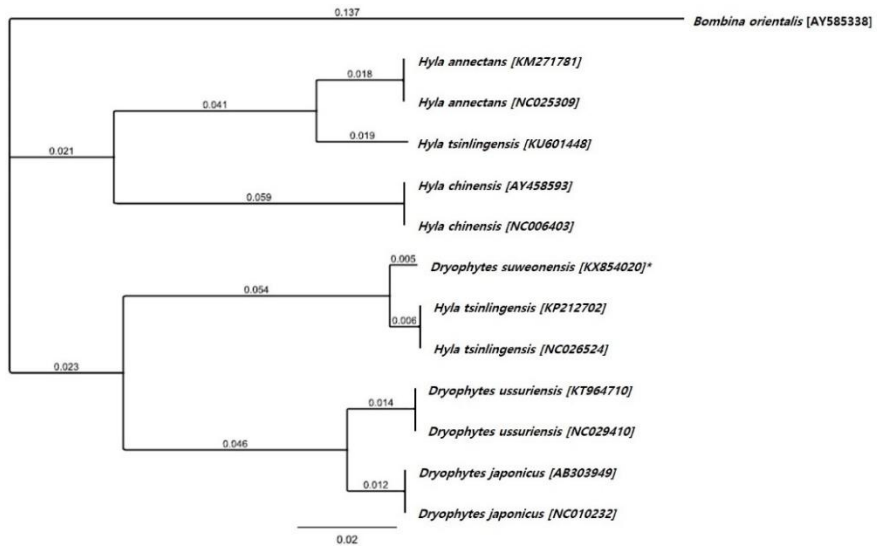 0.137
Bombina orientalis [AY585338]
0.018
Hyla annectans [KM271781]
0.041
Hyla annectans [NC025309]
0.019
Hyla tsinlingensis [KU601448]
0.021
Hyla chinensis [AY458593]
0.059
Hyla chinensis [NC006403]
0.005
Dryophytes suweonensis [KX854020]*
0.054
Hyla tsinlingensis [KP212702]
0.006
Hyla tsinlingensis [NC026524]
0.023
Dryophytes ussuriensis [KT964710]
0.014
Dryophytes ussuriensis [NC029410]
0.046
Dryophytes japonicus [AB303949]
0.012
Dryophytes japonicus [NC010232]
0.02